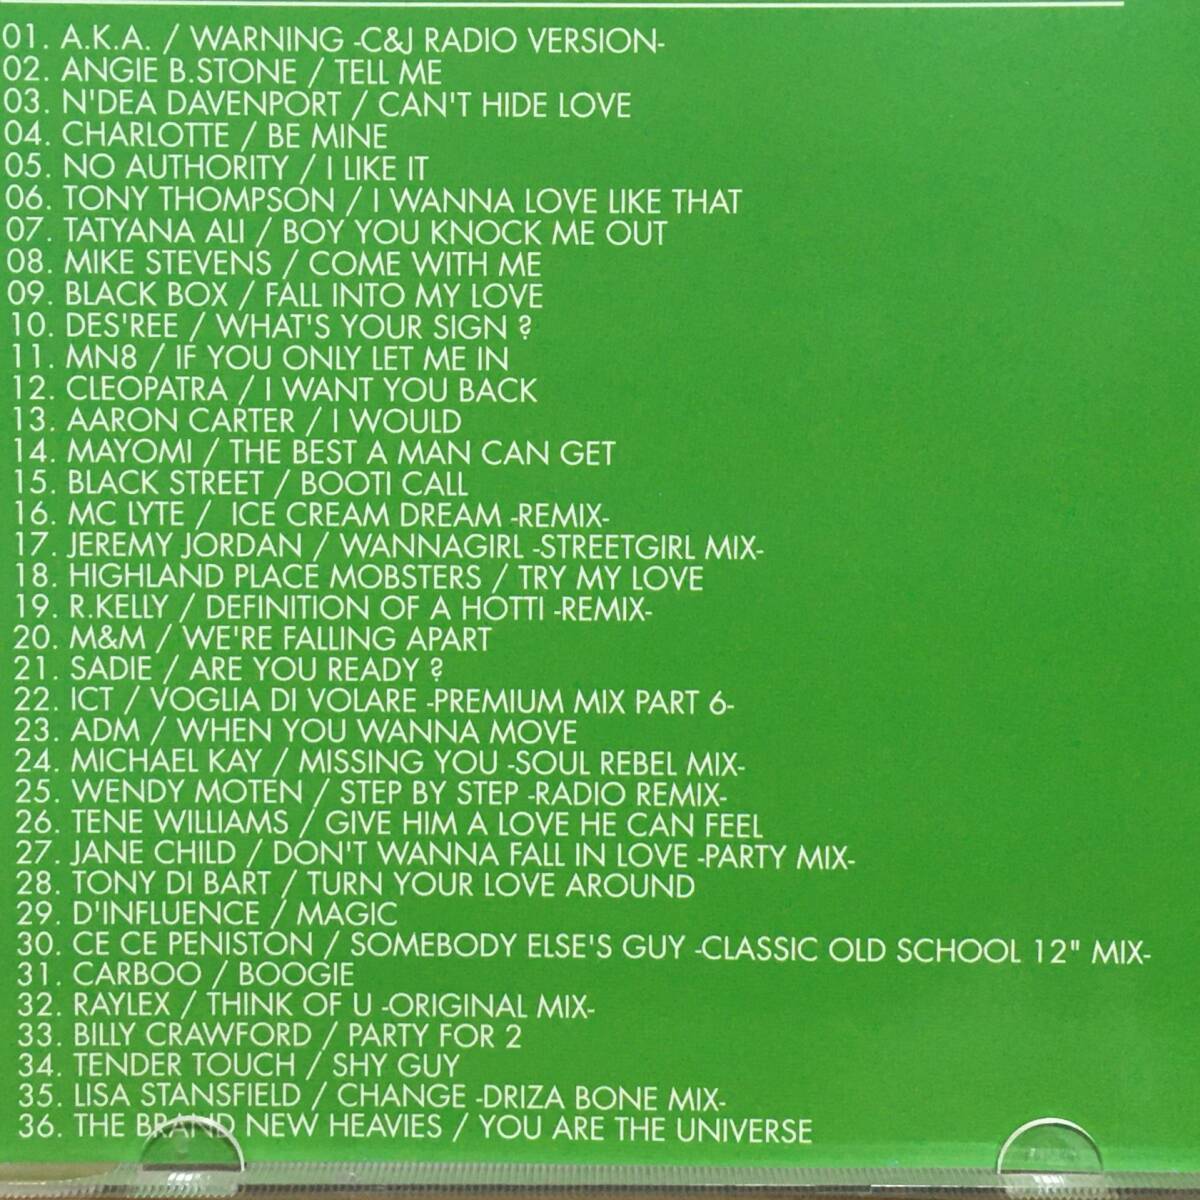 01. A.K.A. / WARNING -C&J RADIO VERSION-
02. ANGIE B.STONE / TELL ME
03. N'DEA DAVENPORT / CAN'T HIDE LOVE
04. CHARLOTTE / BE MINE
05. NO AUTHORITY / I LIKE IT
06. TONY THOMPSON / I WANNA LOVE LIKE THAT
07. TATYANA ALI / BOY YOU KNOCK ME OUT
08. MIKE STEVENS / COME WITH ME
09. BLACK BOX / FALL INTO MY LOVE
10. DES'REE / WHAT'S YOUR SIGN ?
11. MN8 / IF YOU ONLY LET ME IN
12. CLEOPATRA / I WANT YOU BACK
13. AARON CARTER / I WOULD
14. MAYOMI / THE BEST A MAN CAN GET
15. BLACK STREET / BOOTI CALL
16. MC LYTE / ICE CREAM DREAM -REMIX-
17. JEREMY JORDAN / WANNAGIRL -STREETGIRL MIX-
18. HIGHLAND PLACE MOBSTERS / TRY MY LOVE
19. R.KELLY / DEFINITION OF A HOTTI -REMIX-
20. M&M / WE'RE FALLING APART
21. SADIE / ARE YOU READY ?
22. ICT / VOGLIA DI VOLARE -PREMIUM MIX PART 6-
23. ADM / WHEN YOU WANNA MOVE
24. MICHAEL KAY / MISSING YOU -SOUL REBEL MIX-
25. WENDY MOTEN / STEP BY STEP -RADIO REMIX-
26. TENE WILLIAMS / GIVE HIM A LOVE HE CAN FEEL
27. JANE CHILD / DON'T WANNA FALL IN LOVE -PARTY MIX-
28. TONY DI BART / TURN YOUR LOVE AROUND
29. D'INFLUENCE / MAGIC
30. CE CE PENISTON / SOMEBODY ELSE'S GUY -CLASSIC OLD SCHOOL 12" MIX-
31. CARBOO / BOOGIE
32. RAYLEX / THINK OF U -ORIGINAL MIX-
33. BILLY CRAWFORD / PARTY FOR 2
34. TENDER TOUCH / SHY GUY
35. LISA STANSFIELD / CHANGE -DRIZA BONE MIX-
36. THE BRAND NEW HEAVIES / YOU ARE THE UNIVERSE